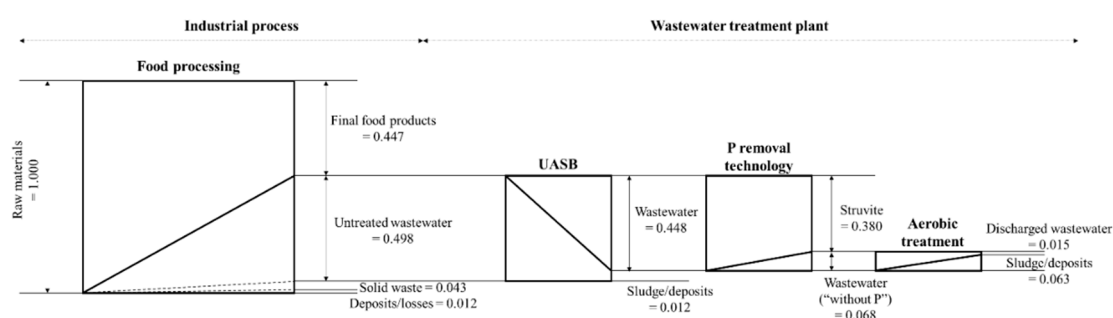 Industrial process
Wastewater treatment plant
Food processing
Raw materials
= 1.000
Final food products
= 0.447
Untreated wastewater
= 0.498
Solid waste = 0.043
Deposits/losses = 0.012
UASB
Wastewater
= 0.448
Sludge/deposits
= 0.012
P removal
technology
Struvite
= 0.380
Wastewater
(“without P”)
= 0.068
Aerobic
treatment
Discharged wastewater
= 0.015
Sludge/deposits
= 0.063